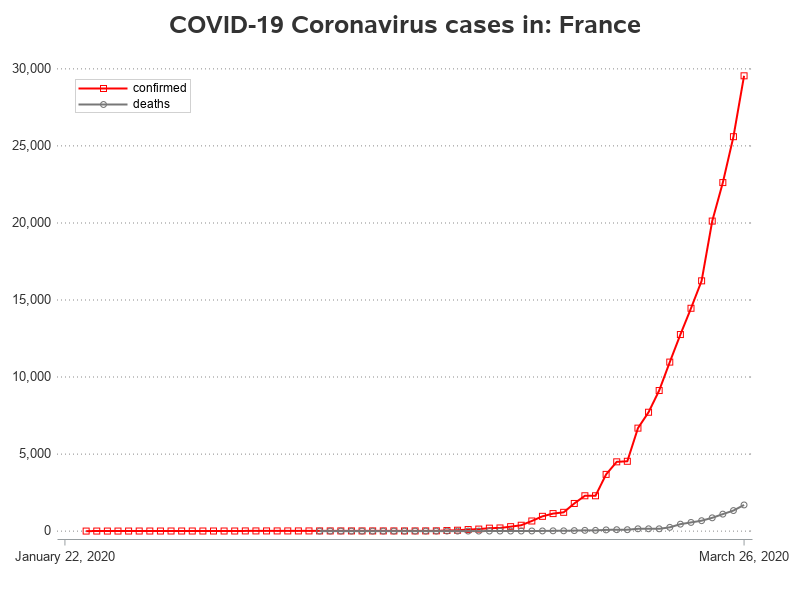 COVID-19 Coronavirus cases in: France
30,000
confirmed
deaths
25,000
20,000
15,000
10,000
5,000
0
January 22, 2020 March 26, 2020